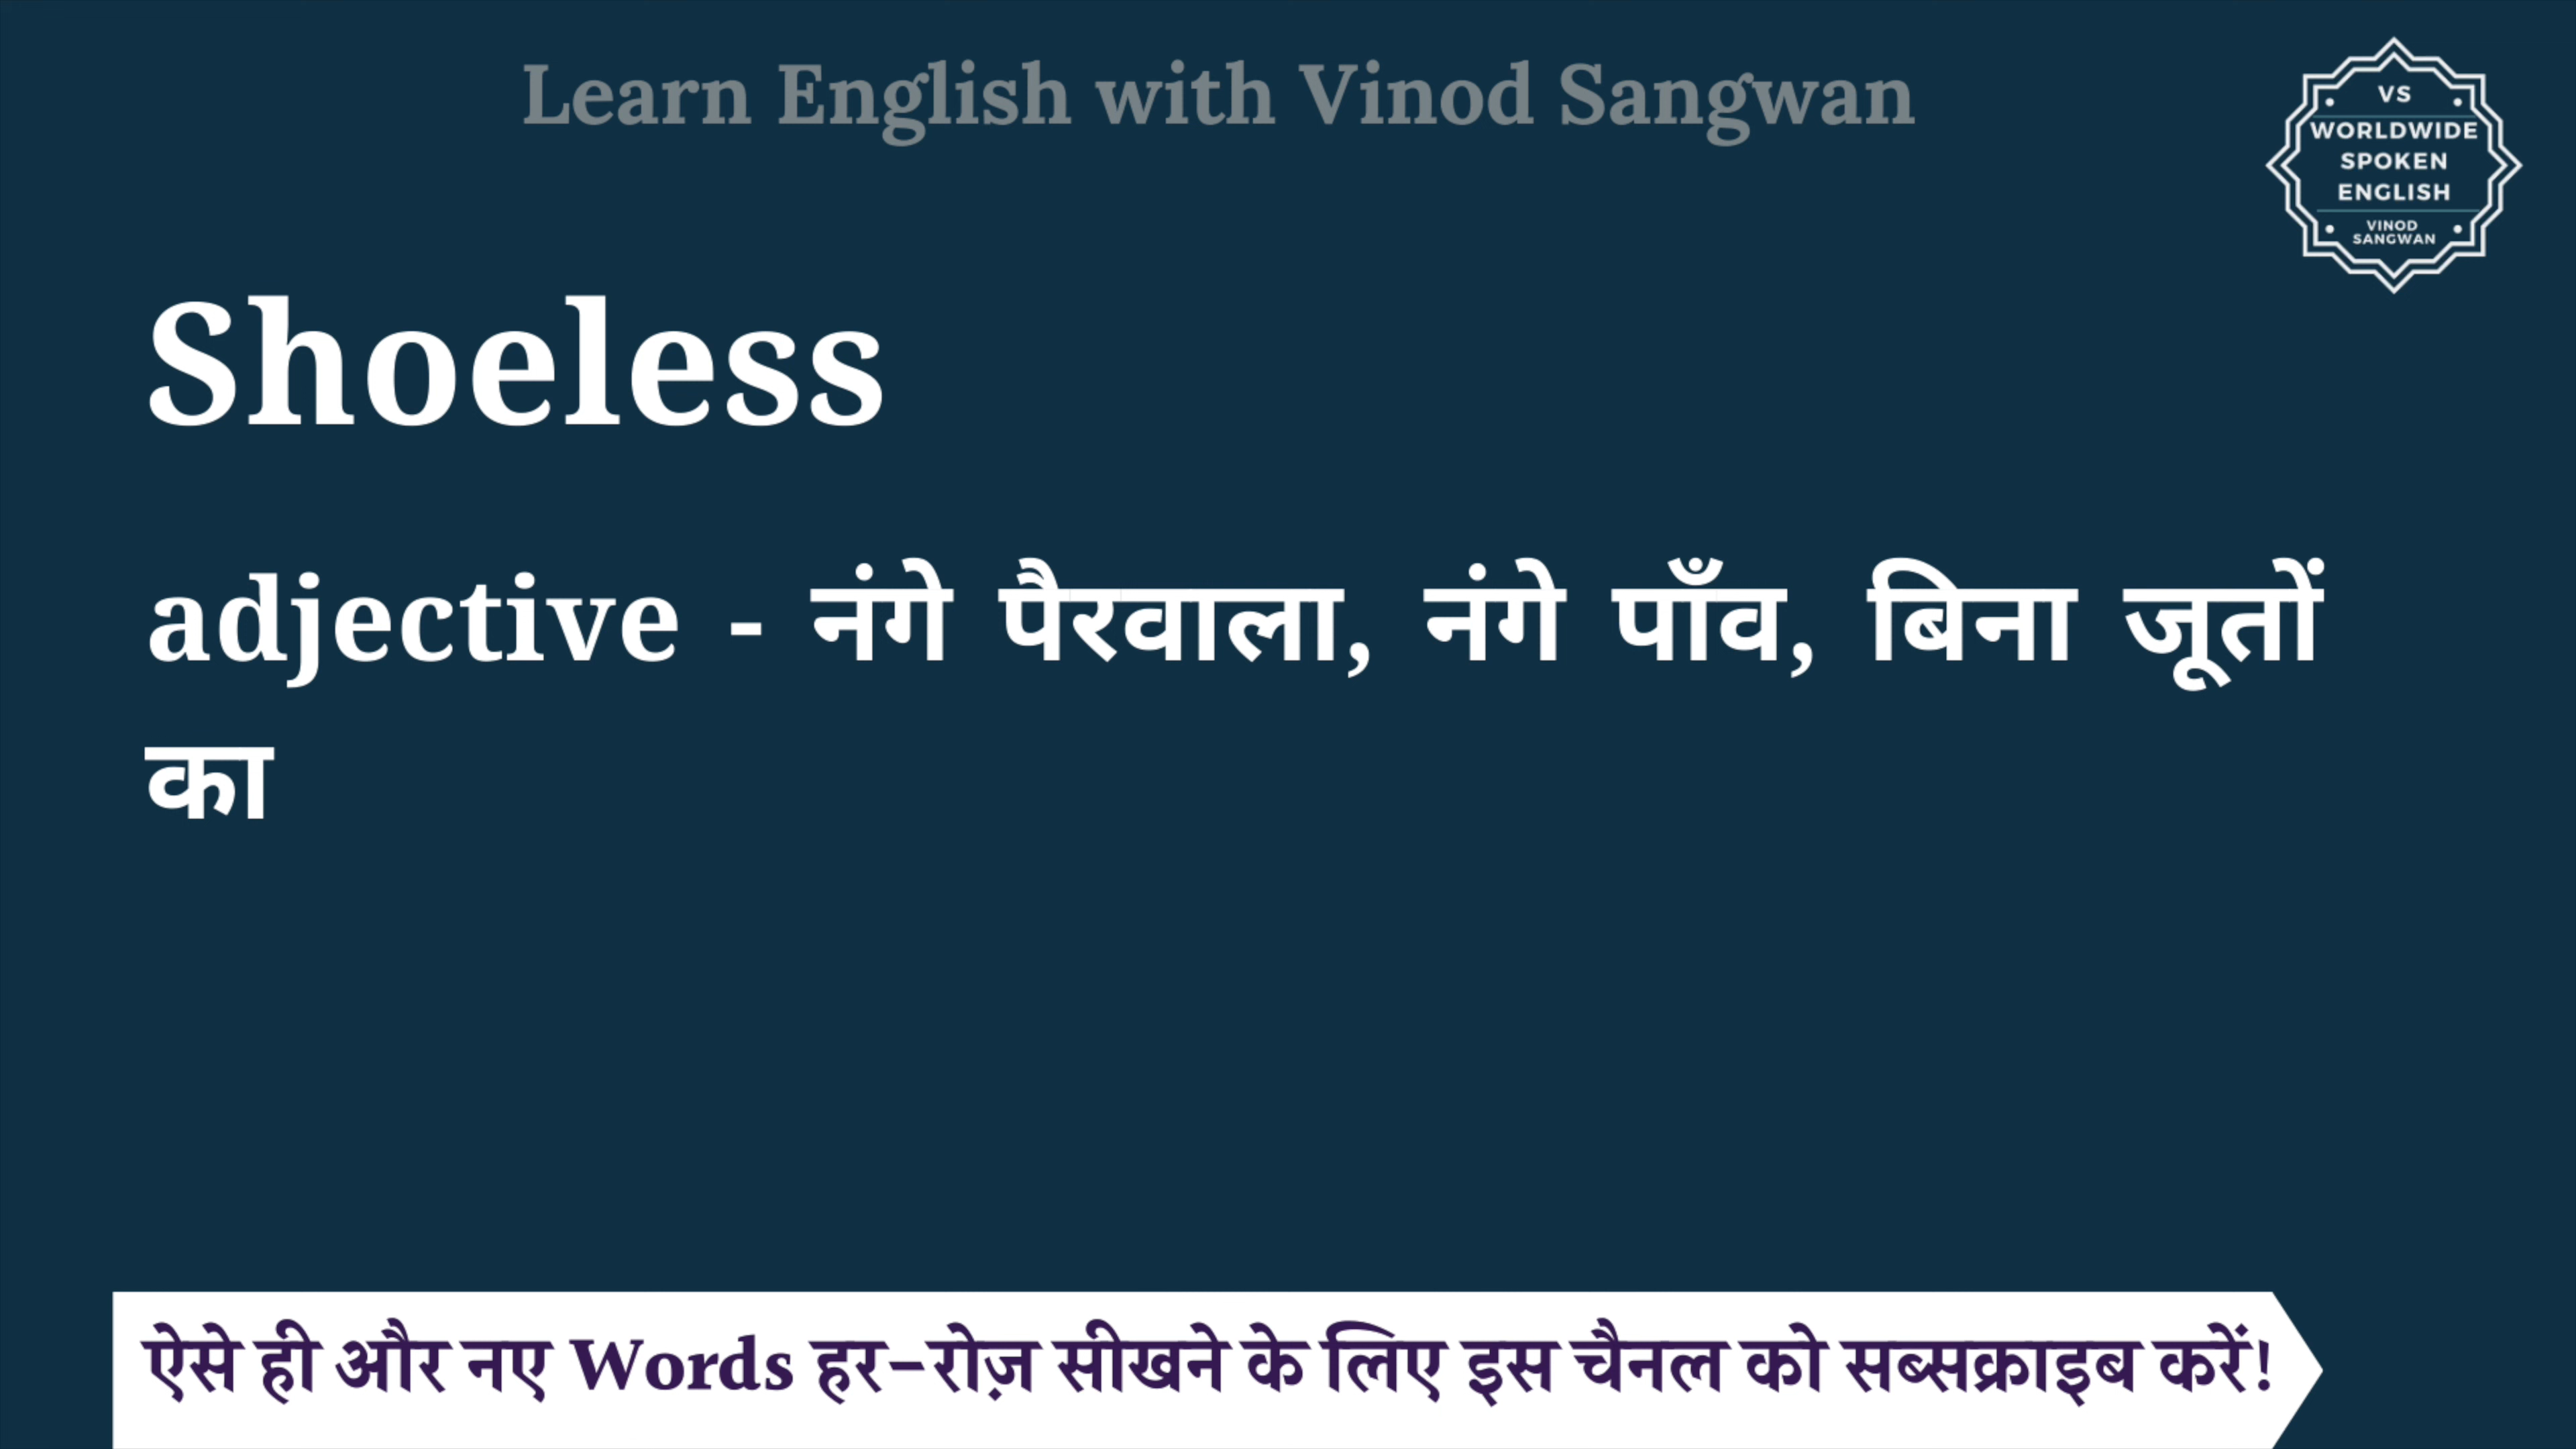 Learn English with Vinod Sangwan
VS
WORLDWIDE
SPOKEN
ENGLISH
VINOD
SANGWAN
Shoeless
adjective - नंगे पैरवाला, नंगे पाँव, बिना जूतों
का
ऐसे ही और नए Words हर-रोज़ सीखने के लिए इस चैनल को सब्सक्राइब करें!